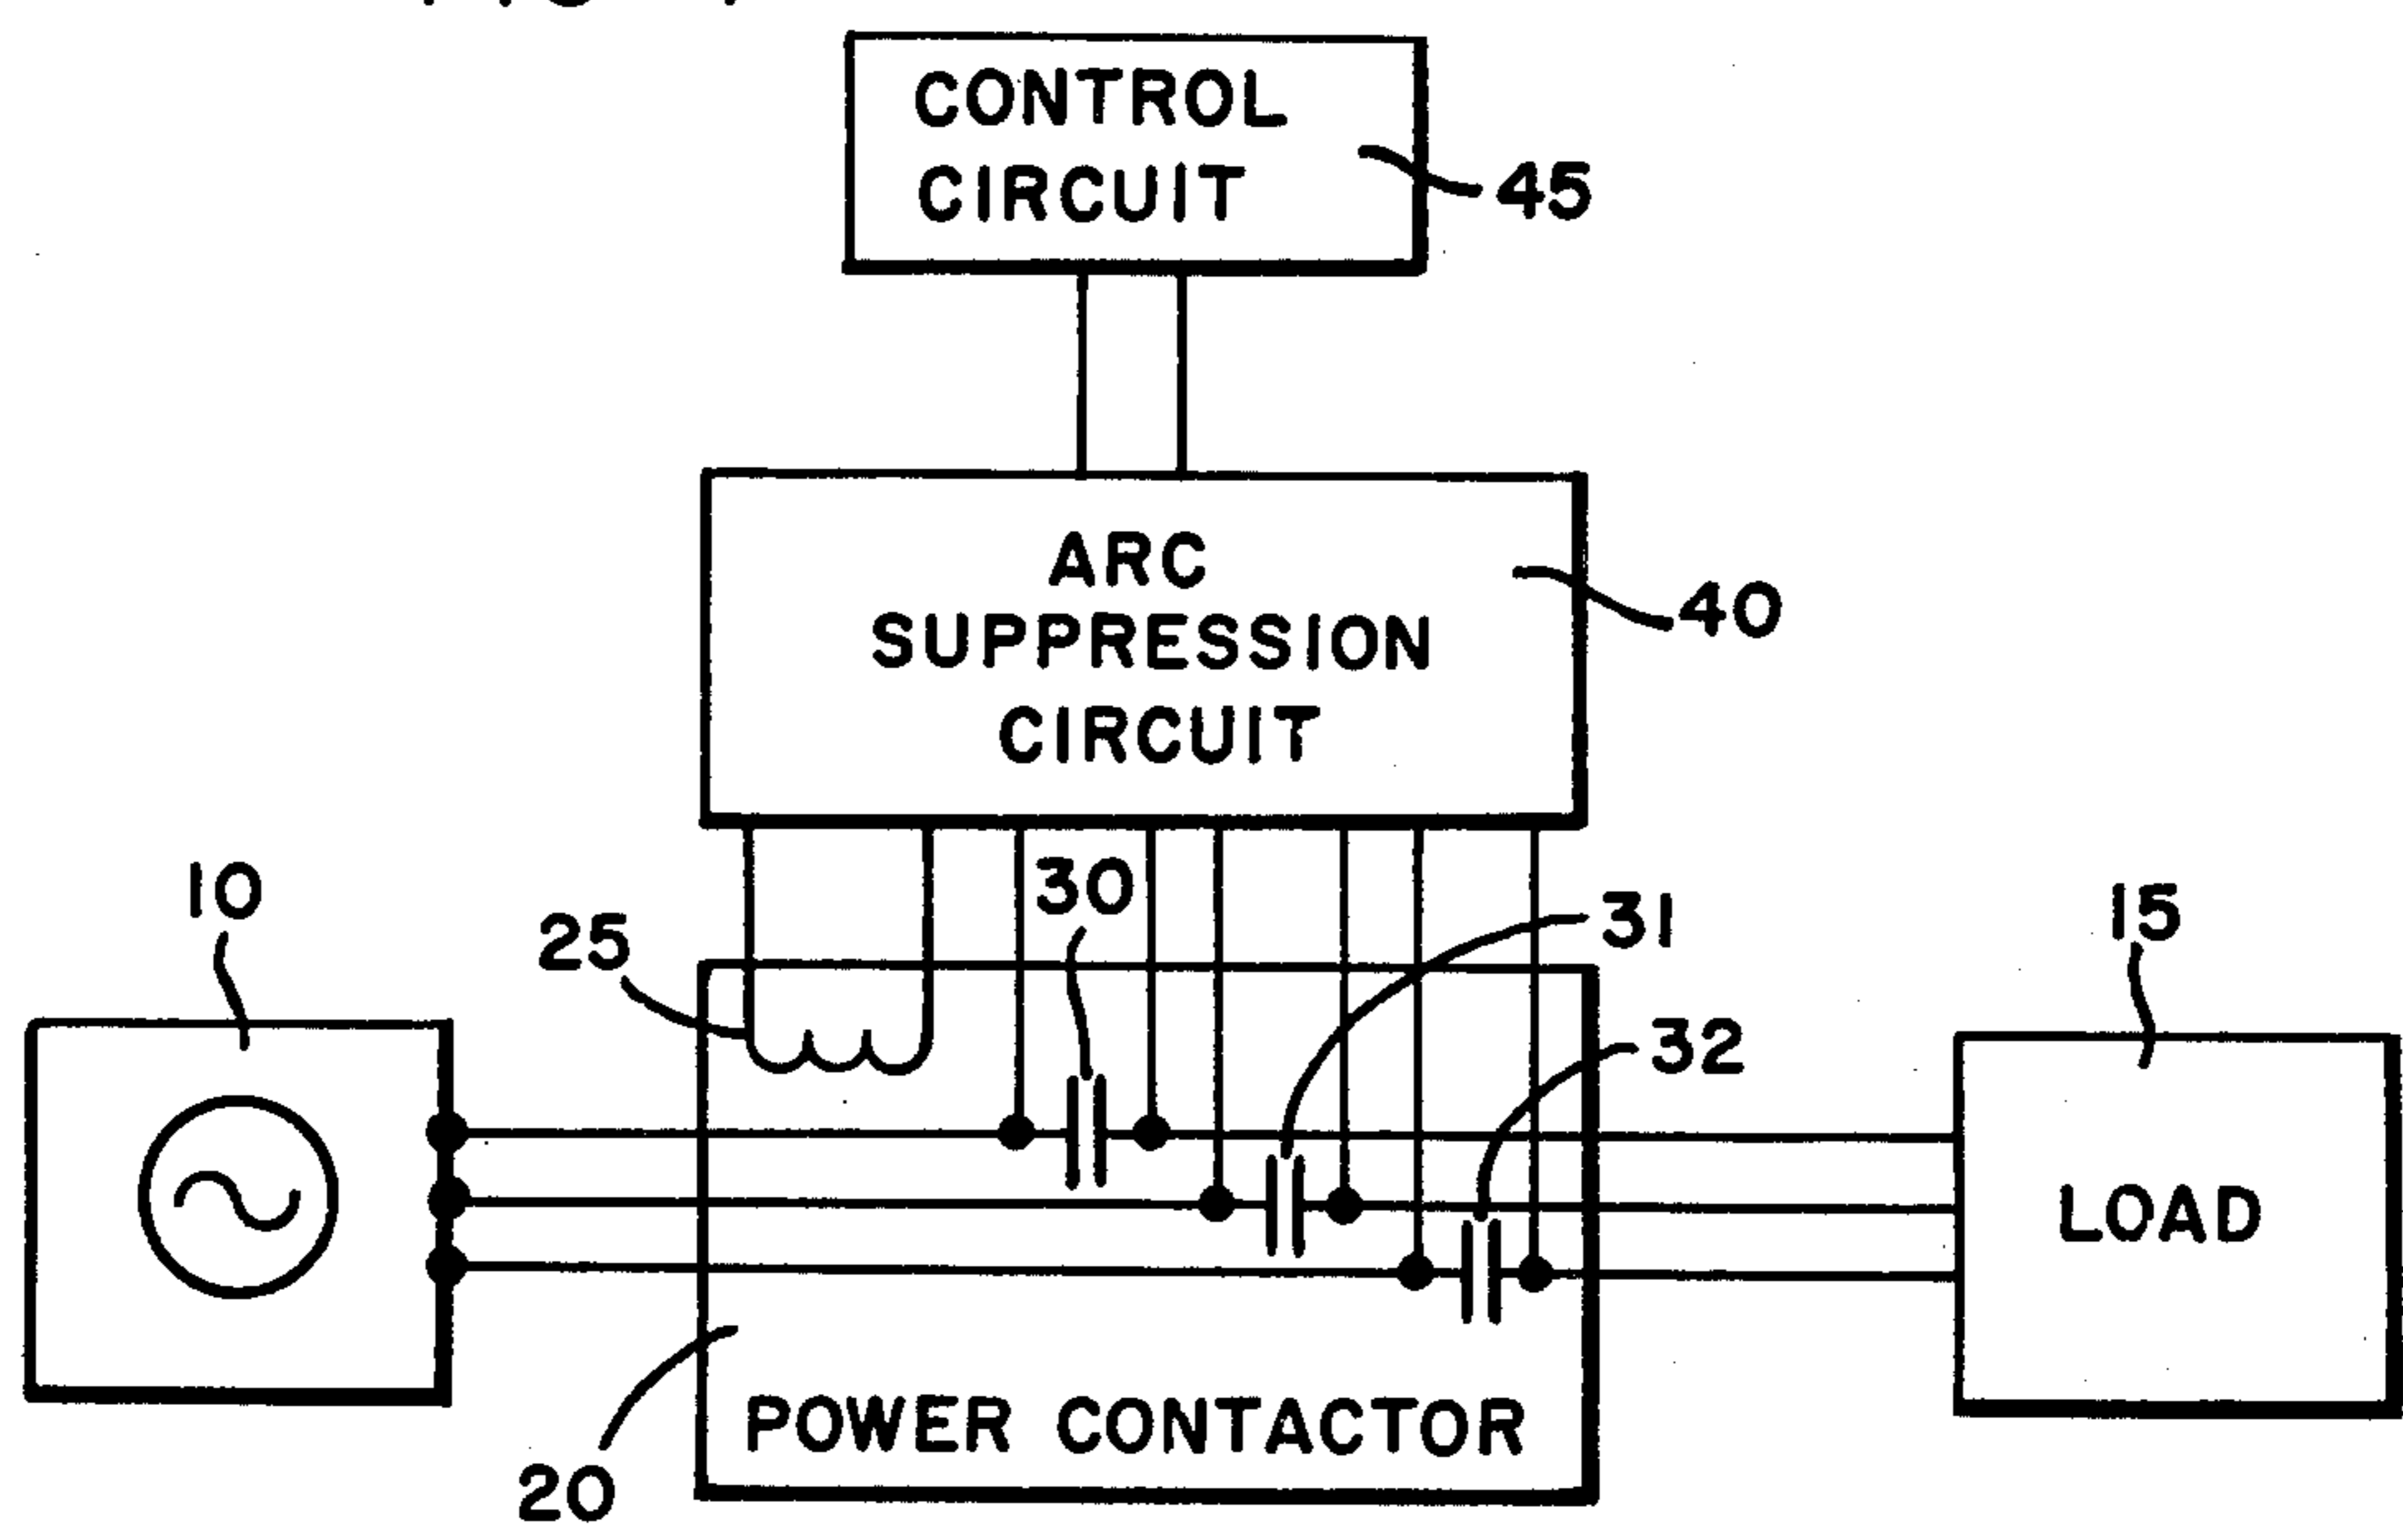 CONTROL
CIRCUIT
45
ARC
SUPPRESSION
CIRCUIT
40
10
25
30
31
15
32
LOAD
POWER CONTACTOR
20